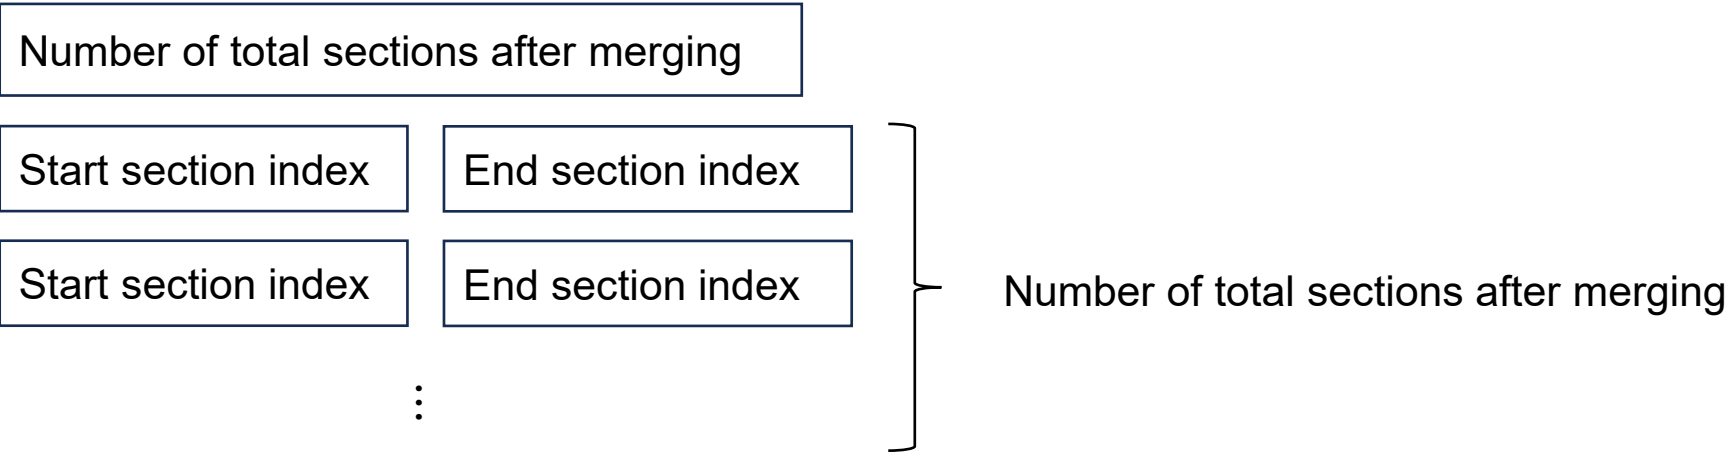 Number of total sections after merging
Start section index End section index
Start section index End section index
Number of total sections after merging
⋮